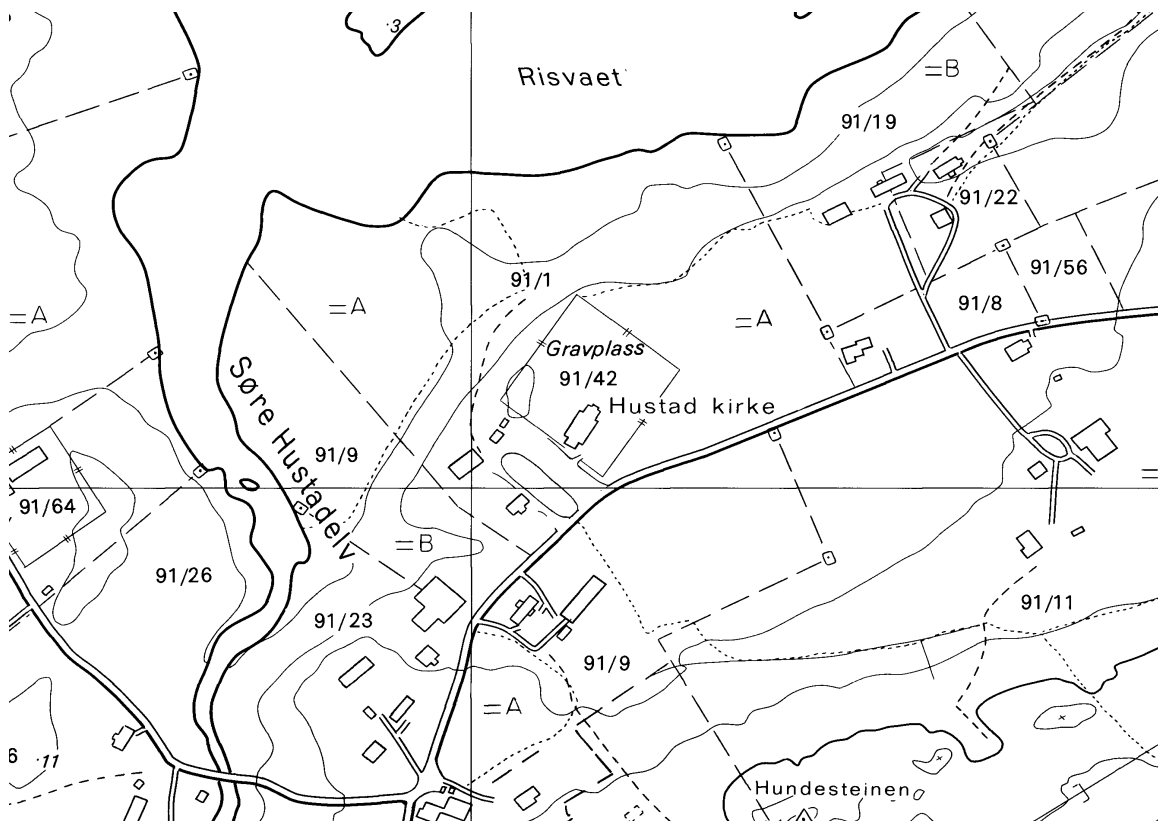 .3
Risvaet
=B
91/19
91/22
91/1
91/56
=A
91/8
=A
=A
Gravplass
91/42
Hustad kirke
Søre Hustadelv
91/9
91/64
=B
91/26
91/11
91/23
91/9
=A
6
.11
Hundesteinen